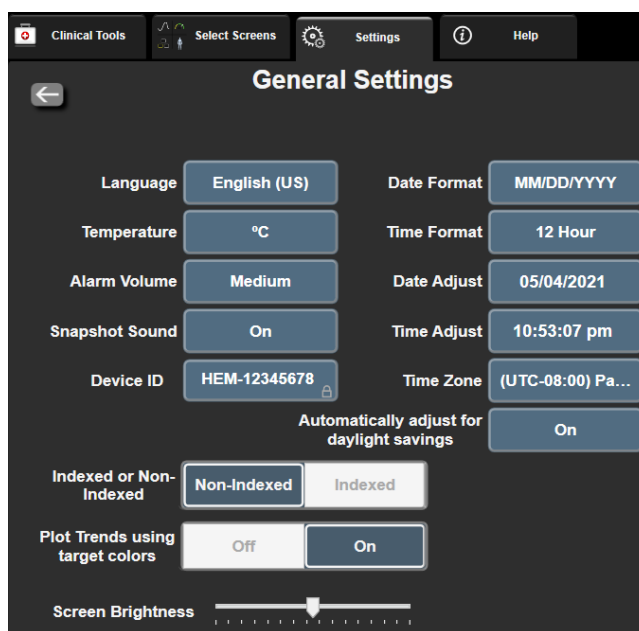 Clinical Tools
Select Screens
Settings
Help
General Settings
Language
English (US)
Date Format
MM/DD/YYYY
Temperature
ºC
Time Format
12 Hour
Alarm Volume
Medium
Date Adjust
05/04/2021
Snapshot Sound
On
Time Adjust
10:53:07 pm
Device ID
HEM-12345678
Time Zone
(UTC-08:00) Pa...
Automatically adjust for
daylight savings
On
Indexed or Non-
Indexed
Non-Indexed
Indexed
Plot Trends using
target colors
Off
On
Screen Brightness